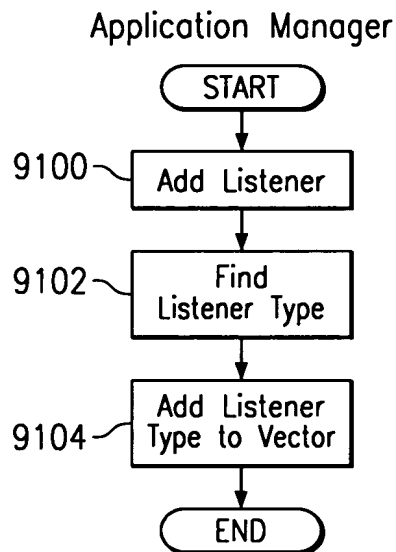 Application Manager
START
9100
Add Listener
9102
Find
Listener Type
9104
Add Listener
Type to Vector
END